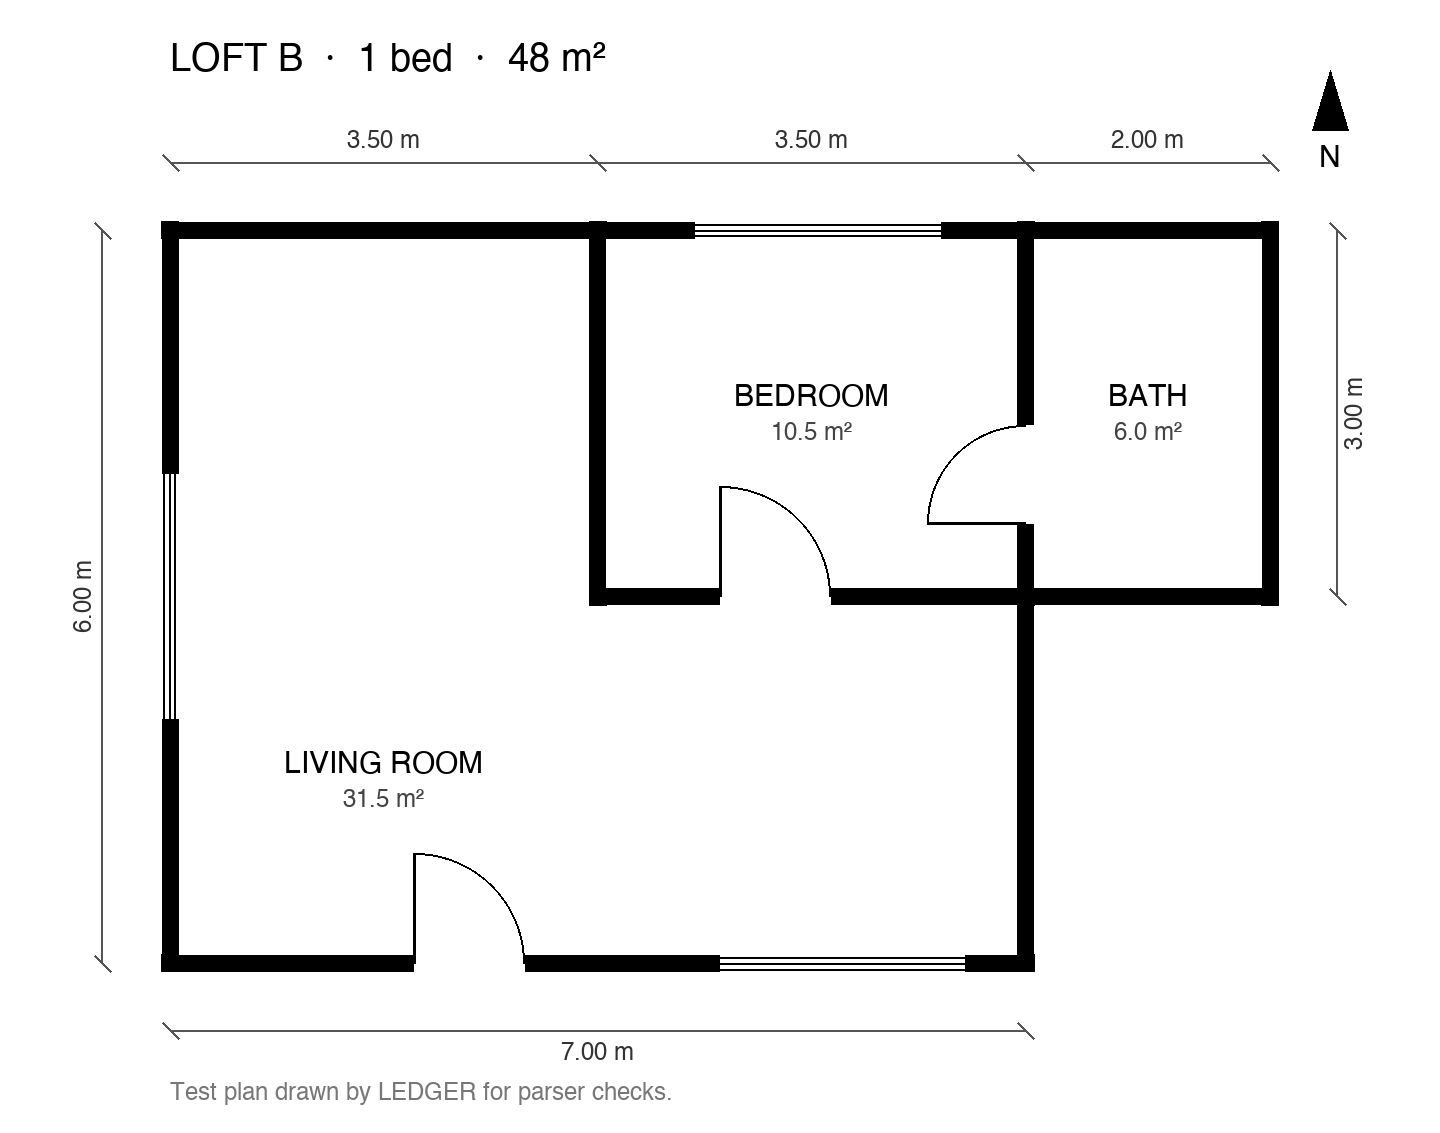 LOFT B · 1 bed · 48 m²
N
3.50 m
3.50 m
2.00 m
6.00 m
3.00 m
BEDROOM
10.5 m²
BATH
6.0 m²
LIVING ROOM
31.5 m²
7.00 m
Test plan drawn by LEDGER for parser checks.